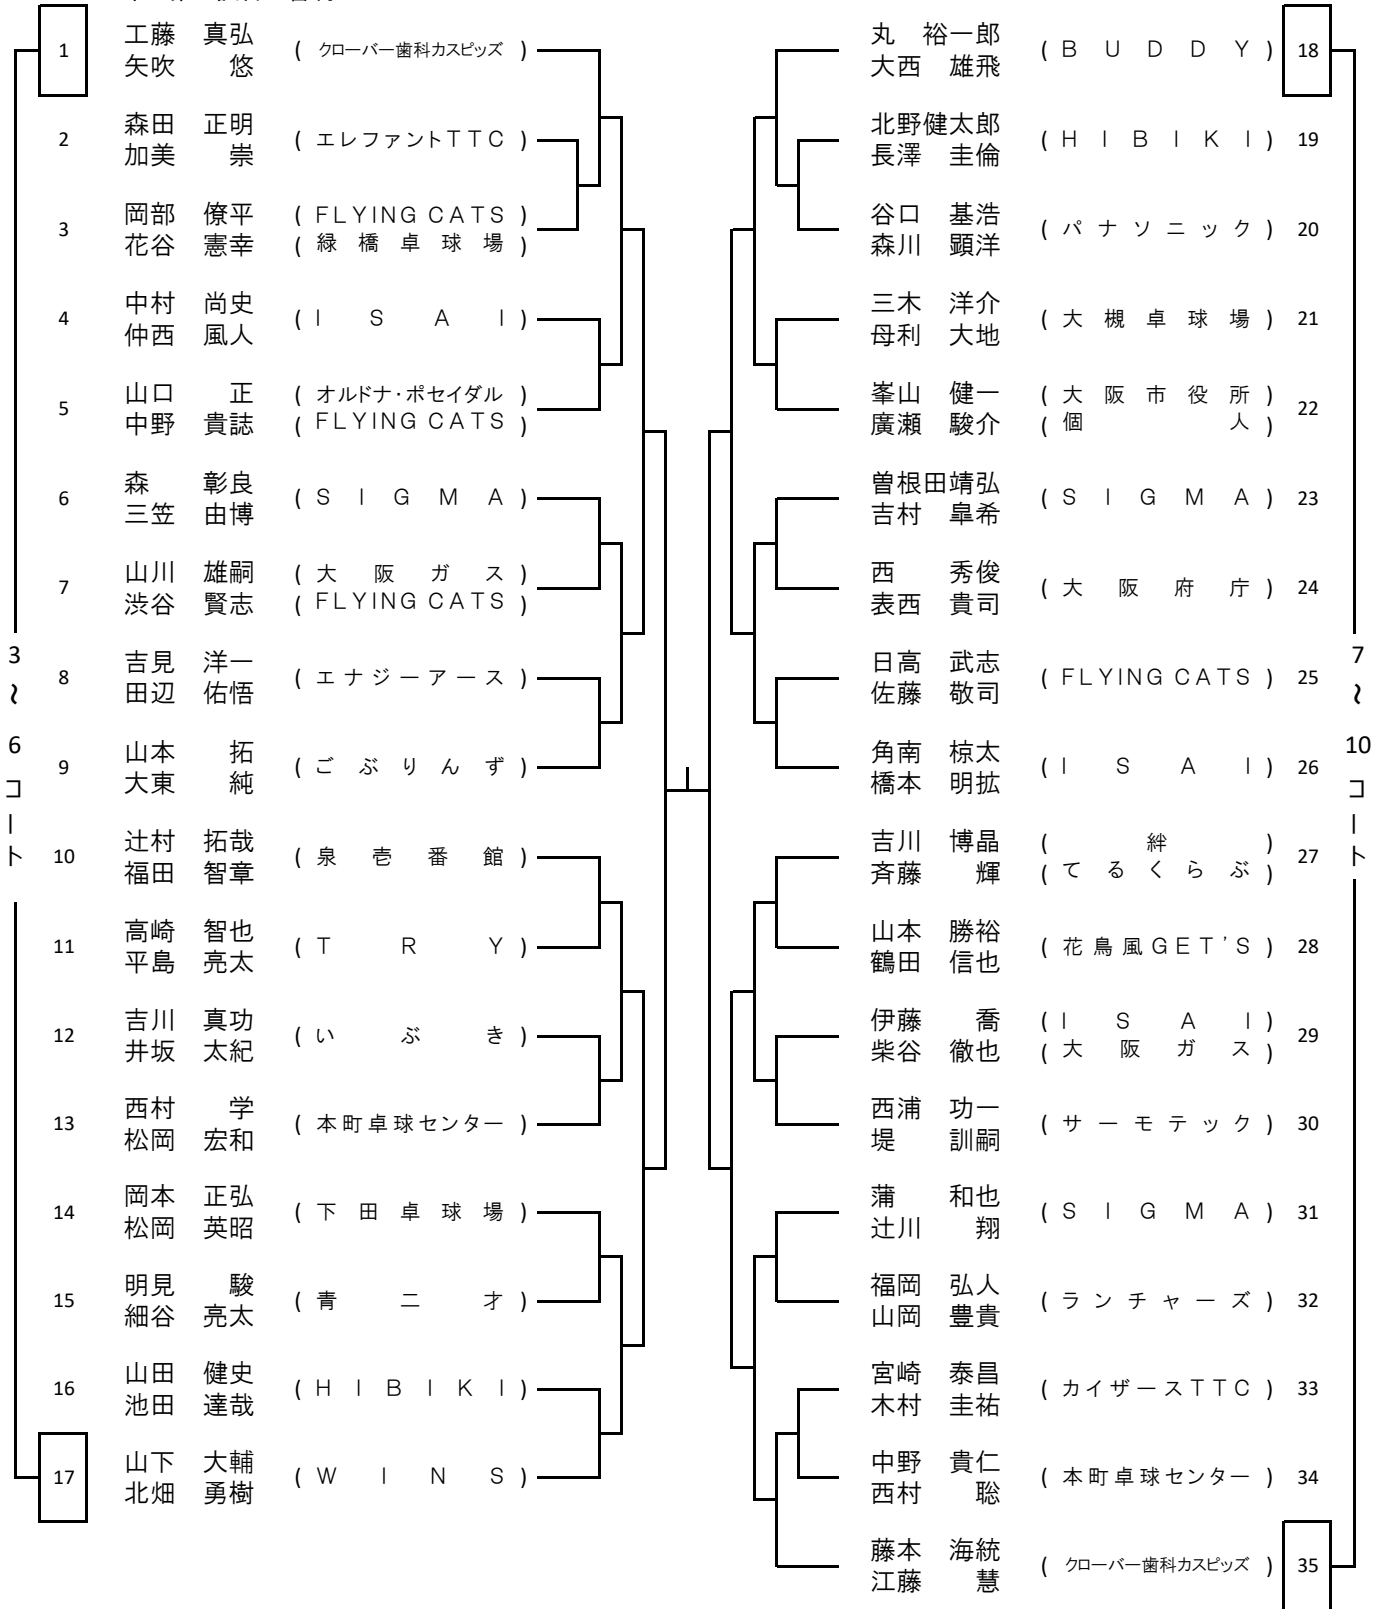 1 工藤 真弘 ( クローバー歯科カスピッズ )
矢吹 悠
2 森田 正明 ( エレファントTTC )
加美 崇
3 岡部 僚平 ( FLYING CATS )
花谷 憲幸 ( 緑橋卓球場 )
4 中村 尚史 ( I S A I )
仲西 風人
5 山口 正 ( オルドナ・ポセイダル )
中野 貴誌 ( FLYING CATS )
6 森 彰良 ( S I G M A )
三笠 由博
7 山川 雄嗣 ( 大阪ガス )
渋谷 賢志 ( FLYING CATS )
8 吉見 洋一 ( エナジーアース )
田辺 佑悟
9 山本 拓 ( ごぶりんず )
大東 純
10 辻村 拓哉 ( 泉壱番館 )
福田 智章
11 高崎 智也 ( T R Y )
平島 亮太
12 吉川 真功 ( いぶき )
井坂 太紀
13 西村 学 ( 本町卓球センター )
松岡 宏和
14 岡本 正弘 ( 下田卓球場 )
松岡 英昭
15 明見 駿 ( 青二才 )
細谷 亮太
16 山田 健史 ( H I B I K I )
池田 達哉
17 山下 大輔 ( W I N S )
北畑 勇樹
3～6コート
丸 裕一郎 ( B U D D Y ) 18
大西 雄飛
北野健太郎 ( H I B I K I ) 19
長澤 圭倫
谷口 基浩 ( パナソニック ) 20
森川 顕洋
三木 洋介 ( 大槻卓球場 ) 21
母利 大地
峯山 健一 ( 大阪市役所 ) 22
廣瀬 駿介 ( 個人 )
曽根田靖弘 ( S I G M A ) 23
吉村 皐希
西 秀俊 ( 大阪府庁 ) 24
表西 貴司
日高 武志 ( FLYING CATS ) 25
佐藤 敬司
角南 椋太 ( I S A I ) 26
橋本 明拡
吉川 博晶 ( 絆 ) 27
斉藤 輝 ( てるくらぶ )
山本 勝裕 ( 花鳥風GET'S ) 28
鶴田 信也
伊藤 喬 ( I S A I ) 29
柴谷 徹也 ( 大阪ガス )
西浦 功一 ( サーモテック ) 30
堤 訓嗣
蒲 和也 ( S I G M A ) 31
辻川 翔
福岡 弘人 ( ランチャーズ ) 32
山岡 豊貴
宮崎 泰昌 ( カイザースTTC ) 33
木村 圭祐
中野 貴仁 ( 本町卓球センター ) 34
西村 聡
藤本 海統 ( クローバー歯科カスピッズ ) 35
江藤 慧
7～10コート